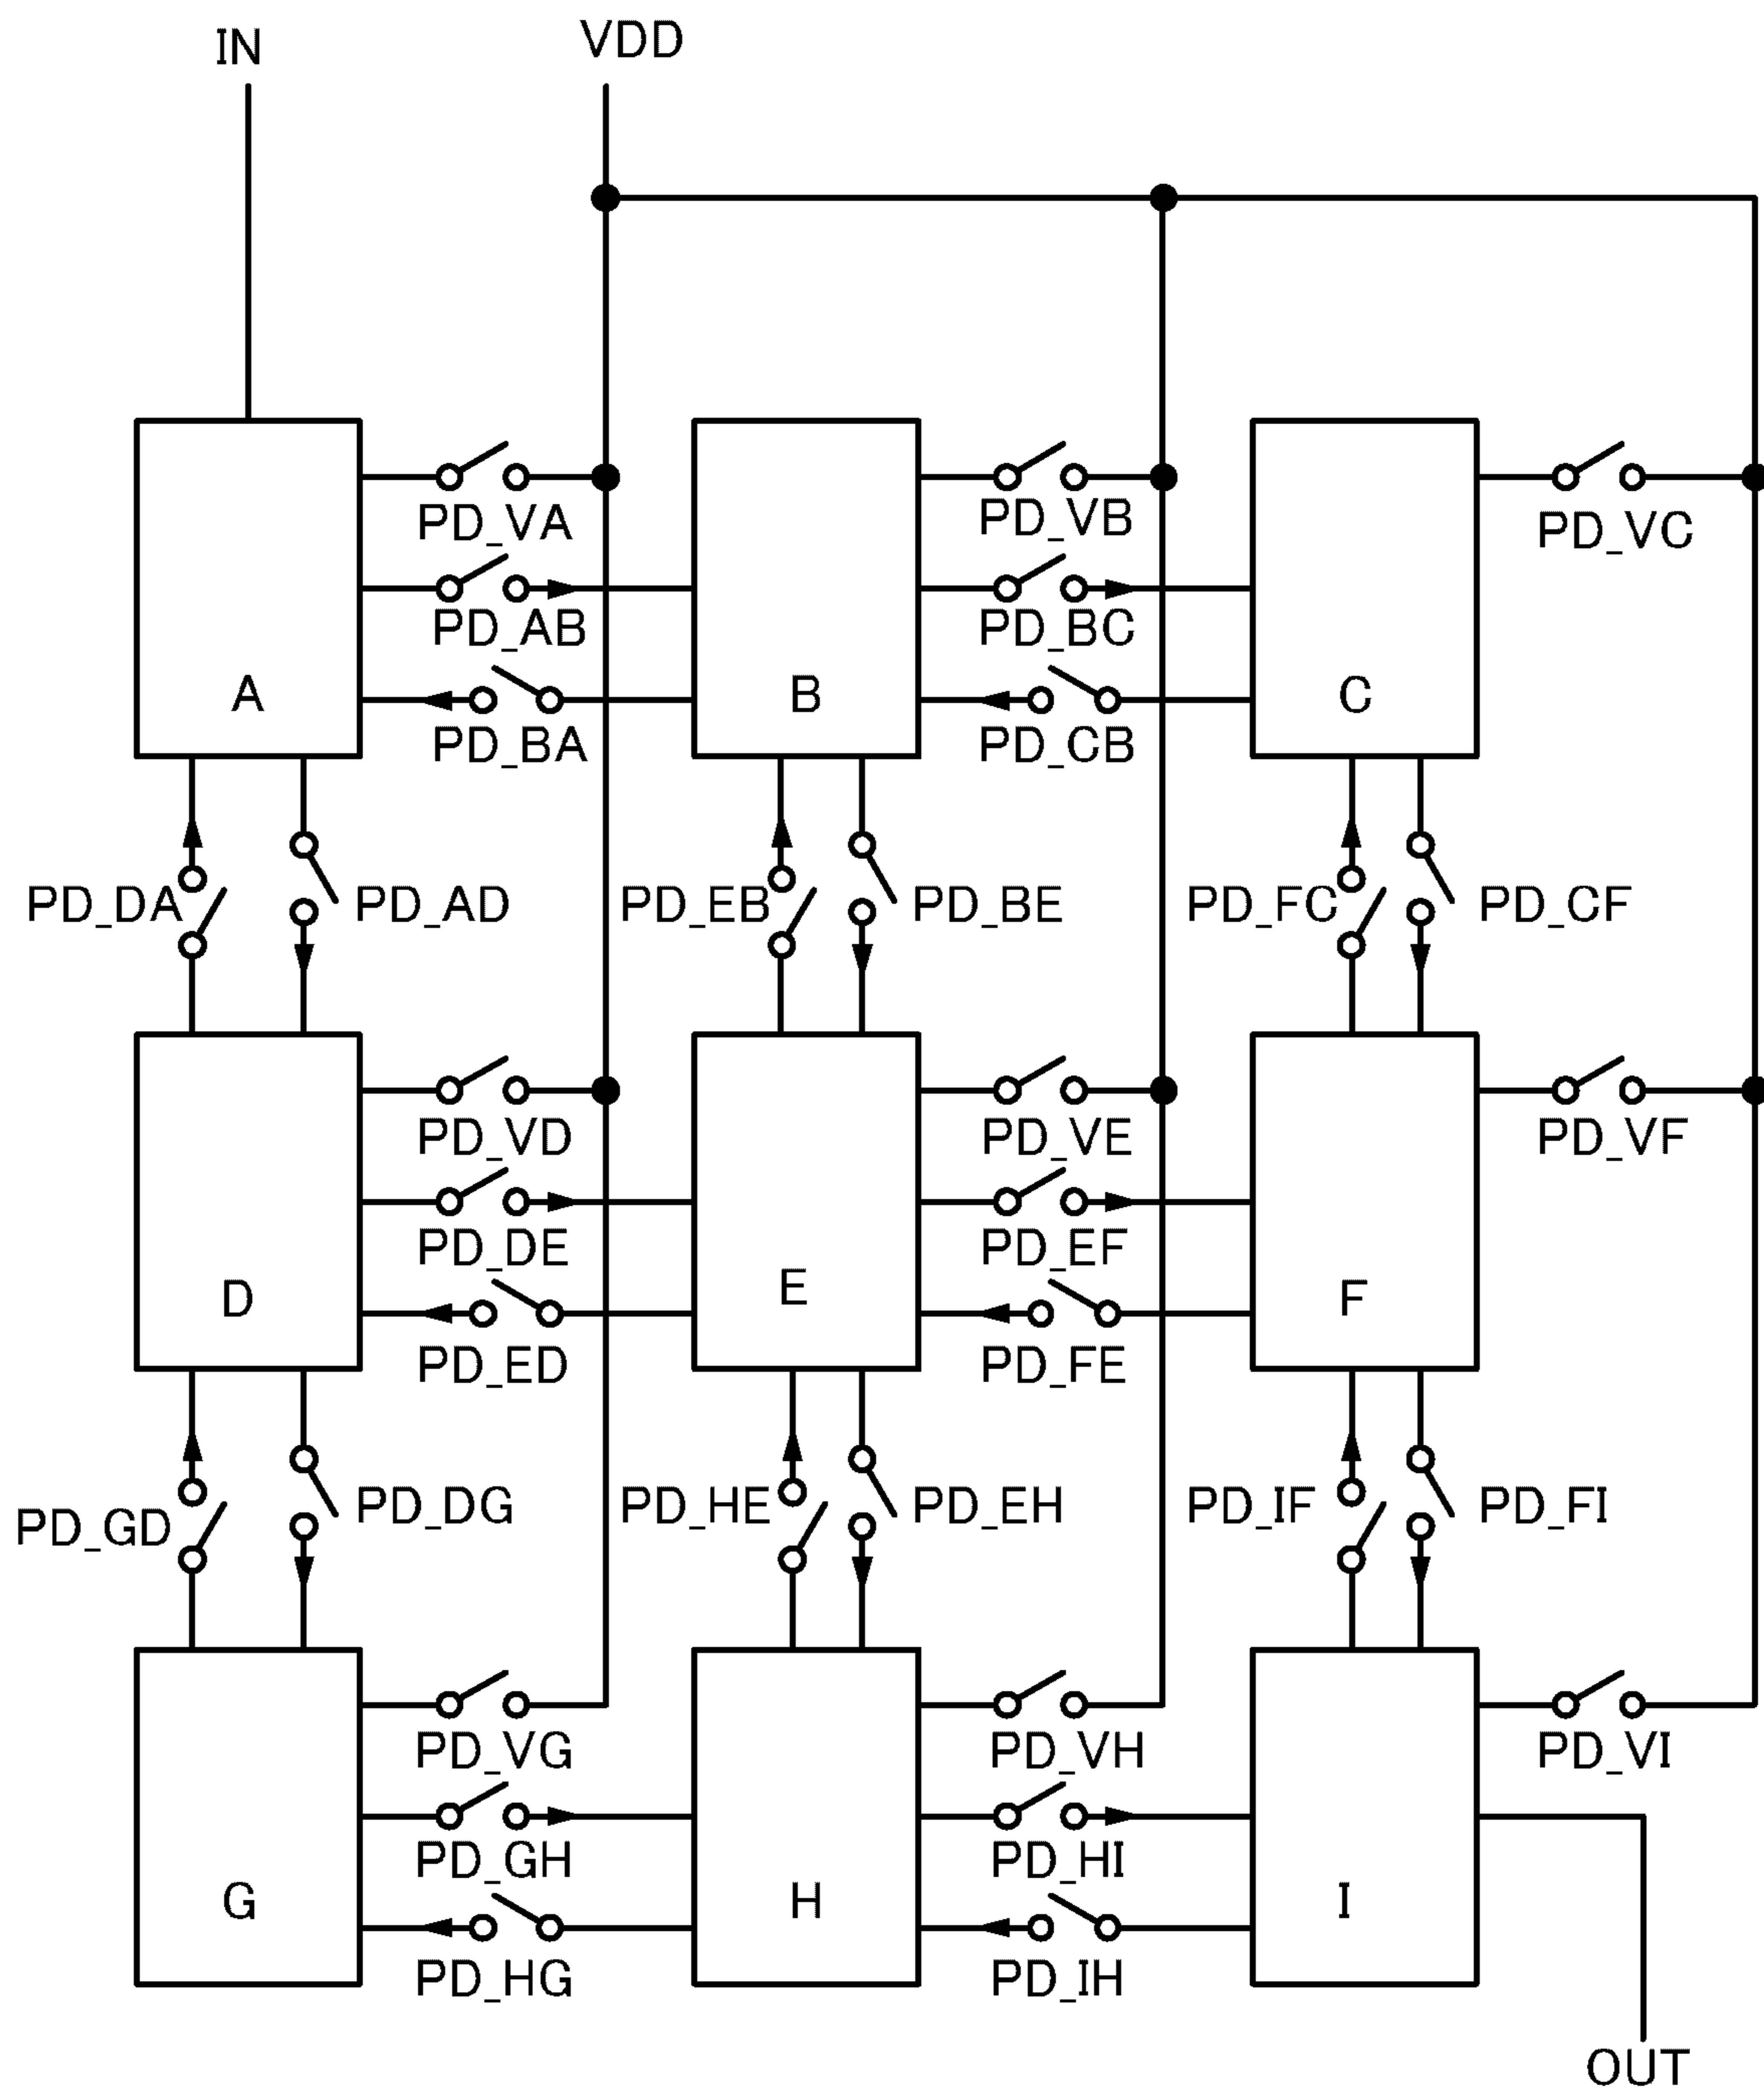 IN VDD
PD_VA PD_VB PD_VC
PD_AB PD_BC
A B C
PD_BA PD_CB
PD_DA PD_AD PD_EB PD_BE PD_FC PD_CF
PD_VD PD_VE PD_VF
PD_DE PD_EF
D E F
PD_ED PD_FE
PD_GD PD_DG PD_HE PD_EH PD_IF PD_FI
PD_VG PD_VH PD_VI
PD_GH PD_HI
G H I
PD_HG PD_IH
OUT